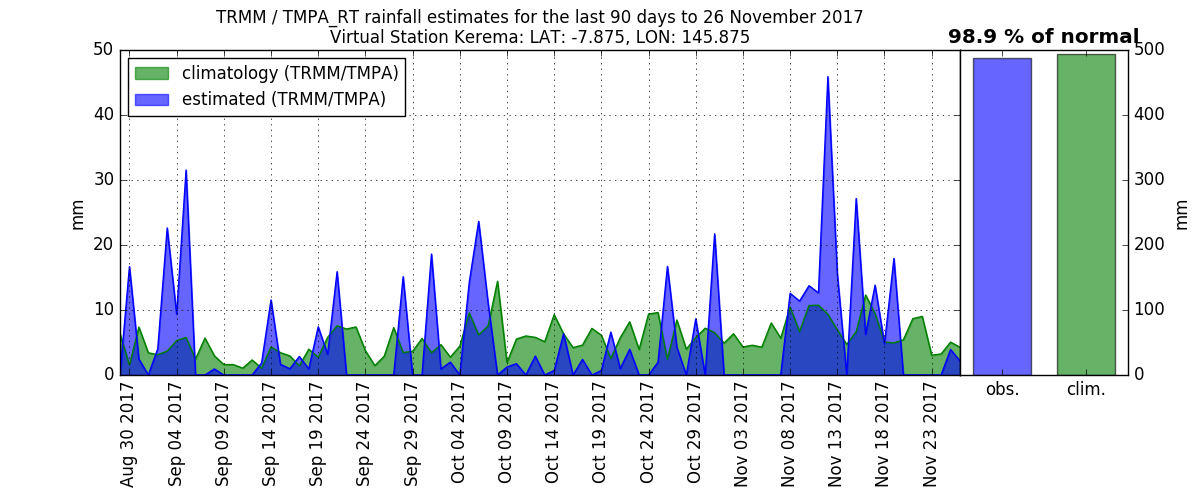 TRMM / TMPA_RT rainfall estimates for the last 90 days to 26 November 2017
Virtual Station Kerema: LAT: -7.875, LON: 145.875
98.9 % of normal
climatology (TRMM/TMPA)
estimated (TRMM/TMPA)
50
40
30
20
10
0
mm
500
400
300
200
100
0
mm
obs.
clim.
Aug 30 2017
Sep 04 2017
Sep 09 2017
Sep 14 2017
Sep 19 2017
Sep 24 2017
Sep 29 2017
Oct 04 2017
Oct 09 2017
Oct 14 2017
Oct 19 2017
Oct 24 2017
Oct 29 2017
Nov 03 2017
Nov 08 2017
Nov 13 2017
Nov 18 2017
Nov 23 2017